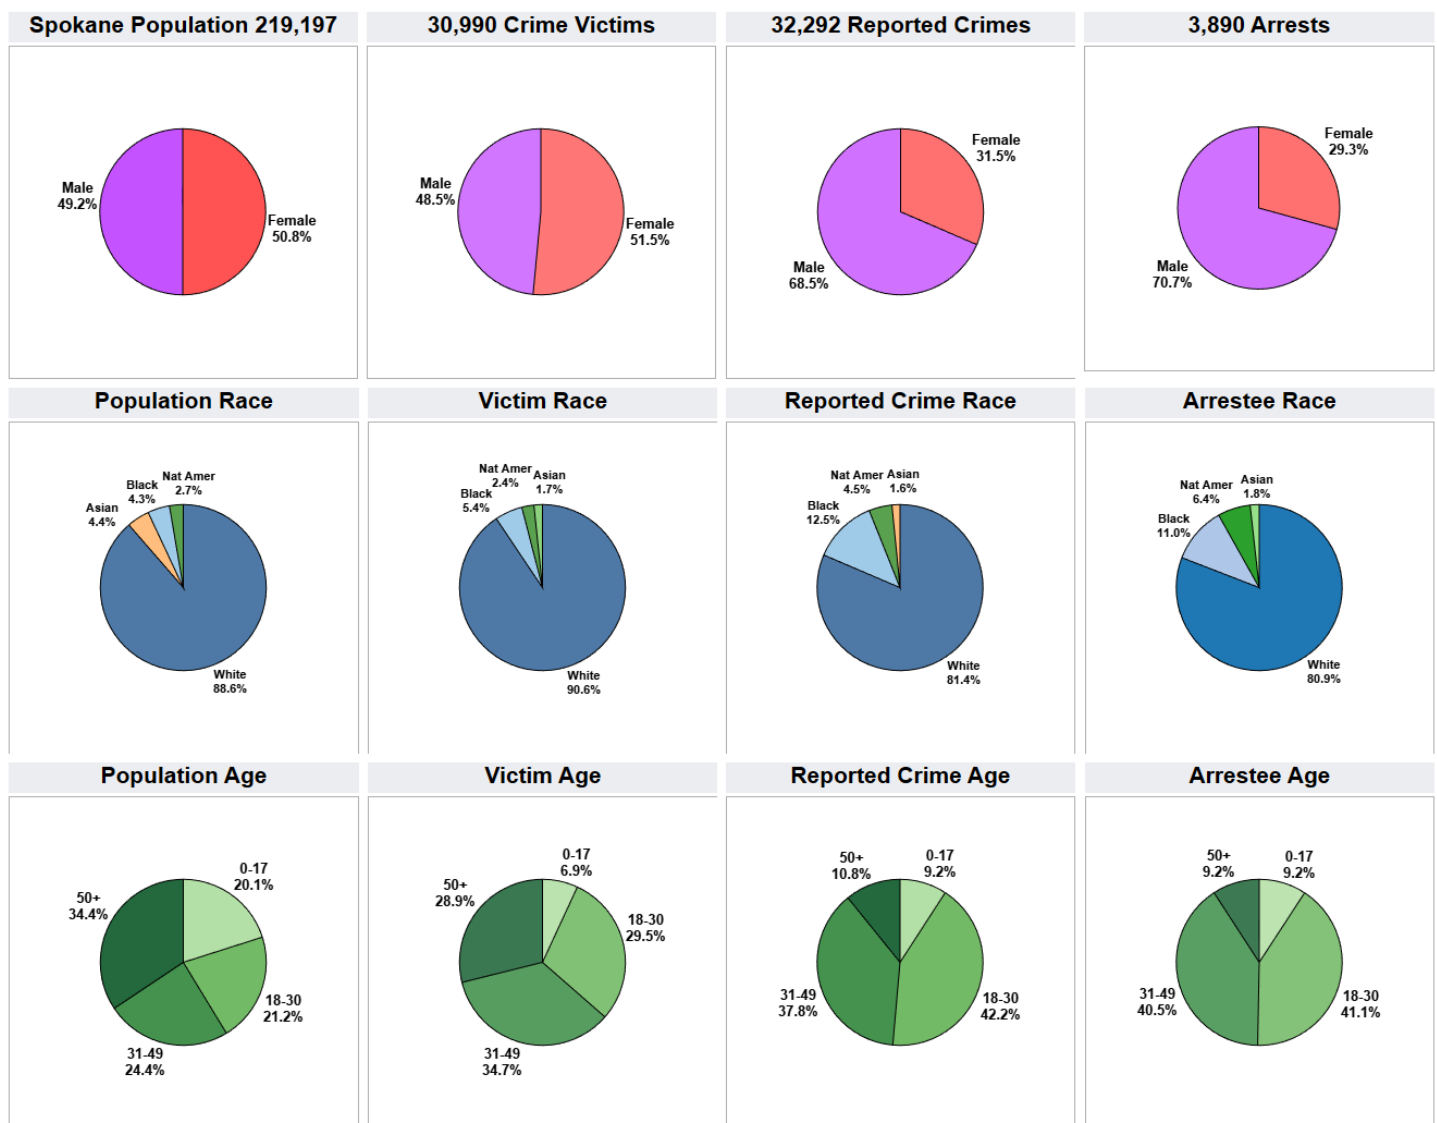 Spokane Population 219,197
30,990 Crime Victims
32,292 Reported Crimes
3,890 Arrests
Male
49.2%
Female
50.8%
Male
48.5%
Female
51.5%
Female
31.5%
Male
68.5%
Female
29.3%
Male
70.7%
Population Race
Victim Race
Reported Crime Race
Arrestee Race
Asian
4.4%
Black
4.3%
Nat Amer
2.7%
White
88.6%
Black
5.4%
Nat Amer
2.4%
Asian
1.7%
White
90.6%
Black
12.5%
Nat Amer
4.5%
Asian
1.6%
White
81.4%
Black
11.0%
Nat Amer
6.4%
Asian
1.8%
White
80.9%
Population Age
Victim Age
Reported Crime Age
Arrestee Age
50+
34.4%
0-17
20.1%
18-30
21.2%
31-49
24.4%
50+
28.9%
0-17
6.9%
18-30
29.5%
31-49
34.7%
50+
10.8%
0-17
9.2%
31-49
37.8%
18-30
42.2%
50+
9.2%
0-17
9.2%
31-49
40.5%
18-30
41.1%